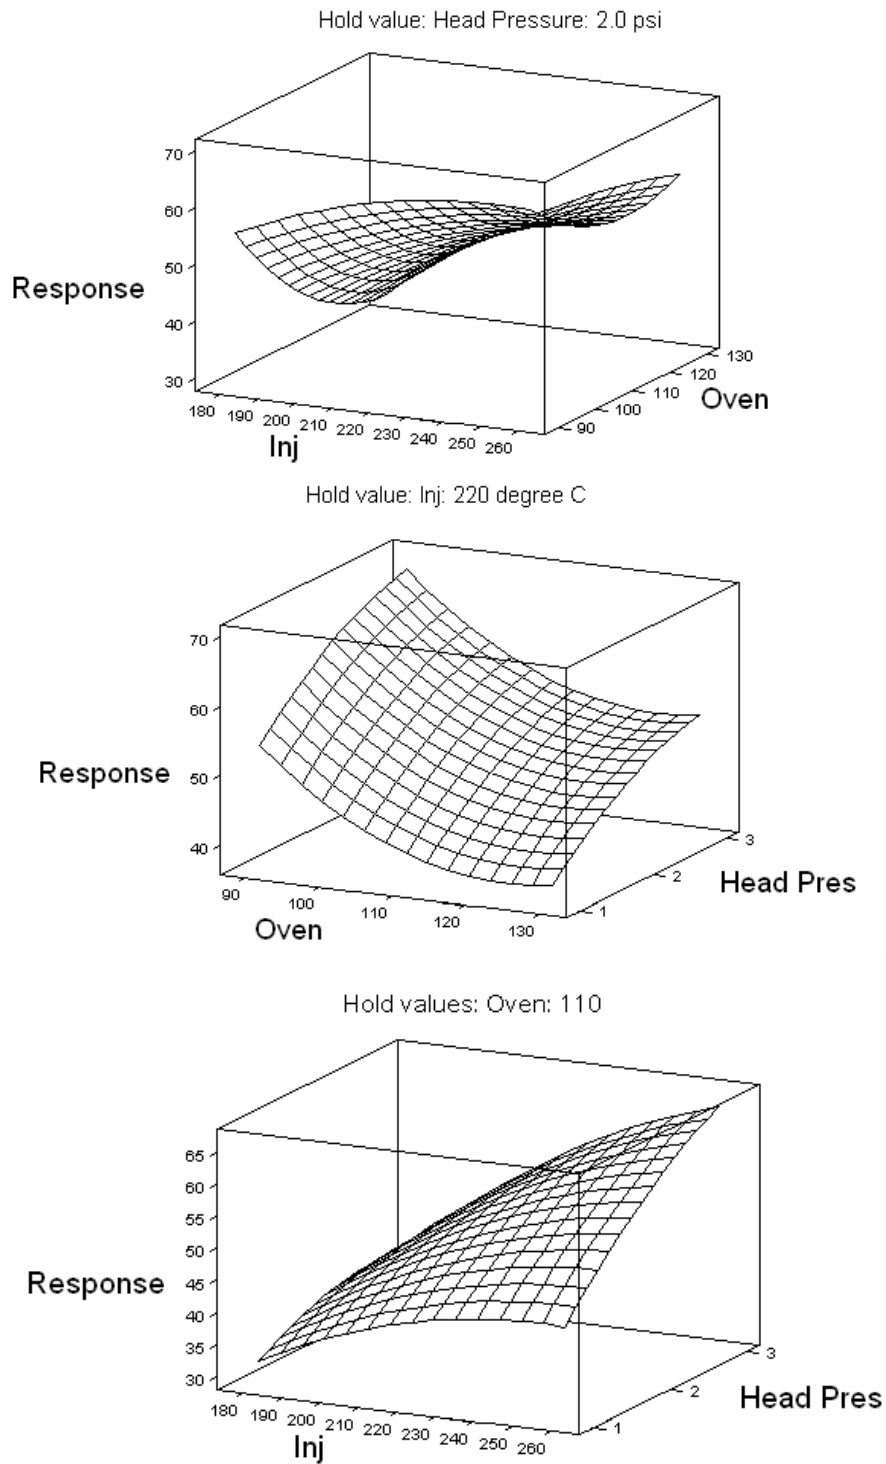 Hold value: Head Pressure: 2.0 psi
70
60
50
40
30
Response
180 190 200 210 220 230 240 250 260
Inj
90 100 110 120 130
Oven
Hold value: Inj: 220 degree C
70
60
50
40
Response
90 100 110 120 130
Oven
1 2 3
Head Pres
Hold values: Oven: 110
65
60
55
50
45
40
35
30
Response
180 190 200 210 220 230 240 250 260
Inj
1 2 3
Head Pres